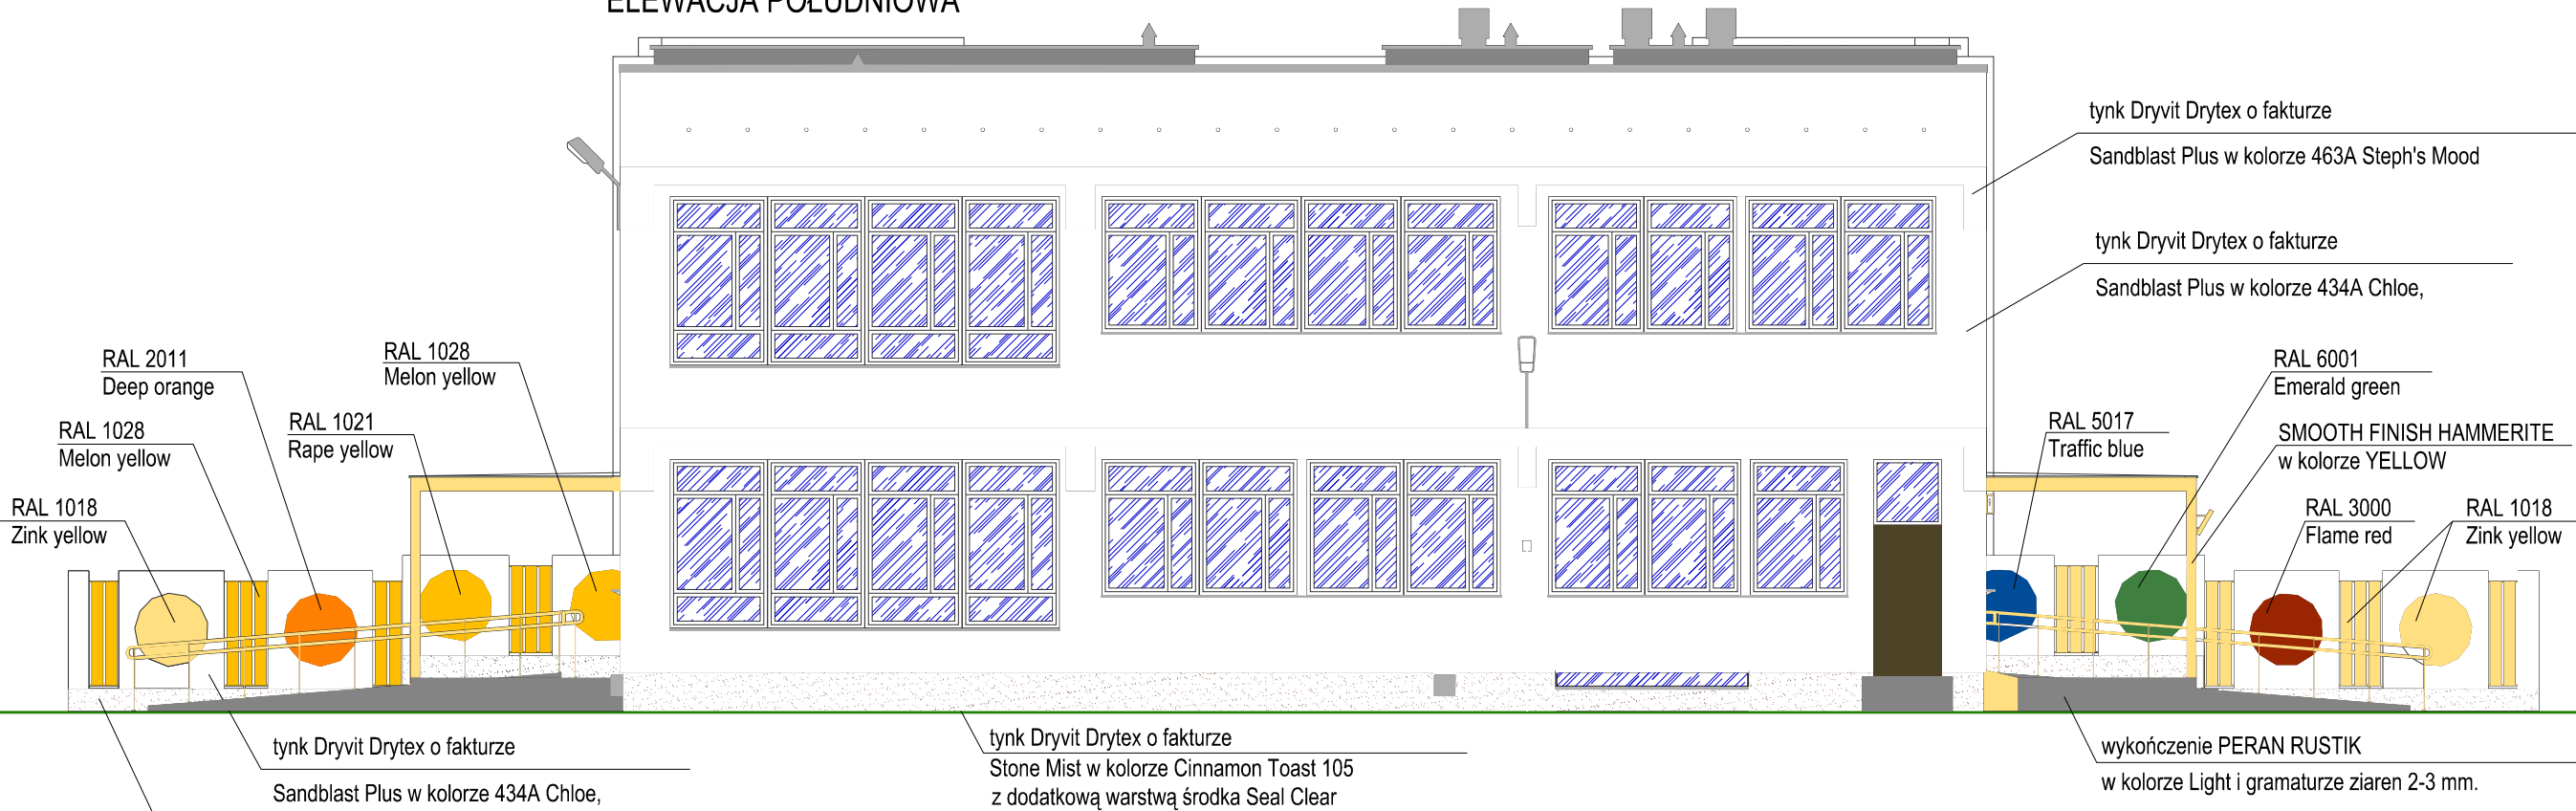 ELEWACJA POŁUDNIOWA
tynk Dryvit Drytex o fakturze
Sandblast Plus w kolorze 463A Steph's Mood
tynk Dryvit Drytex o fakturze
Sandblast Plus w kolorze 434A Chloe,
RAL 2011
Deep orange
RAL 1028
Melon yellow
RAL 1028
Melon yellow
RAL 1021
Rape yellow
RAL 1018
Zink yellow
RAL 6001
Emerald green
RAL 5017
Traffic blue
SMOOTH FINISH HAMMERITE
w kolorze YELLOW
RAL 3000
Flame red
RAL 1018
Zink yellow
tynk Dryvit Drytex o fakturze
Sandblast Plus w kolorze 434A Chloe,
tynk Dryvit Drytex o fakturze
Stone Mist w kolorze Cinnamon Toast 105
z dodatkową warstwą środka Seal Clear
wykończenie PERAN RUSTIK
w kolorze Light i gramaturze ziaren 2-3 mm.